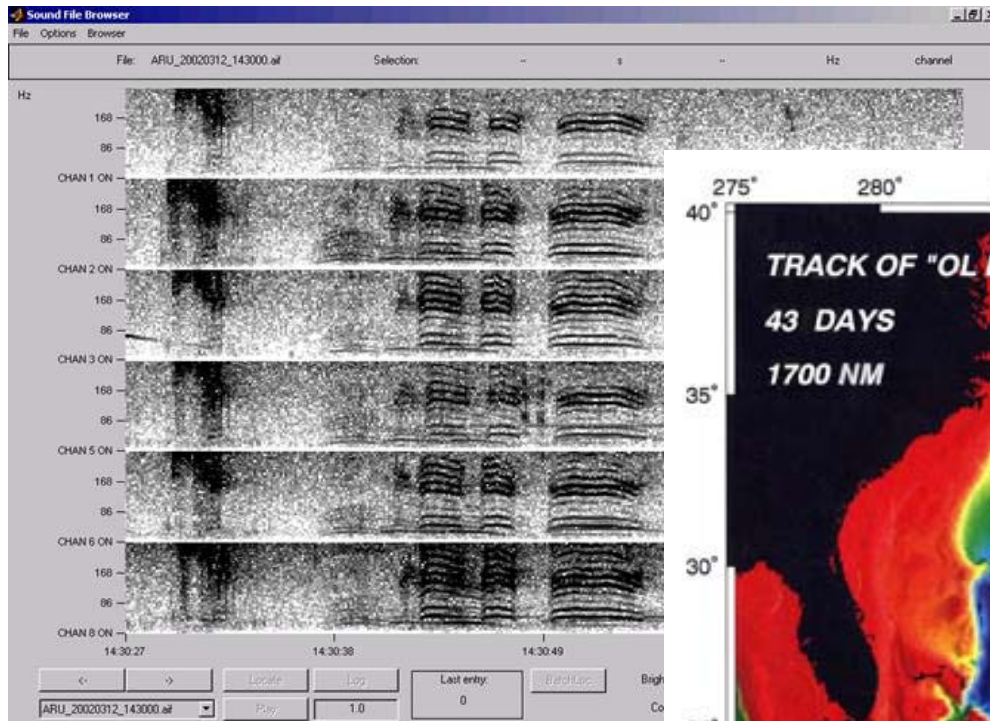 Sound File Browser
File Options Browser
File: ARU_20020312_143000.aif Selection: -- s -- Hz channel
Hz
168
86
CHAN 1 ON
168
86
CHAN 2 ON
168
86
CHAN 3 ON
168
86
CHAN 5 ON
168
86
CHAN 6 ON
168
86
CHAN 8 ON
14:30:27 14:30:38 14:30:49
<- -> Locate Log Last entry: BatchLoc
0
ARU_20020312_143000.aif Play 1.0
275° 280°
40°
TRACK OF "OL
43 DAYS
1700 NM
35°
30°